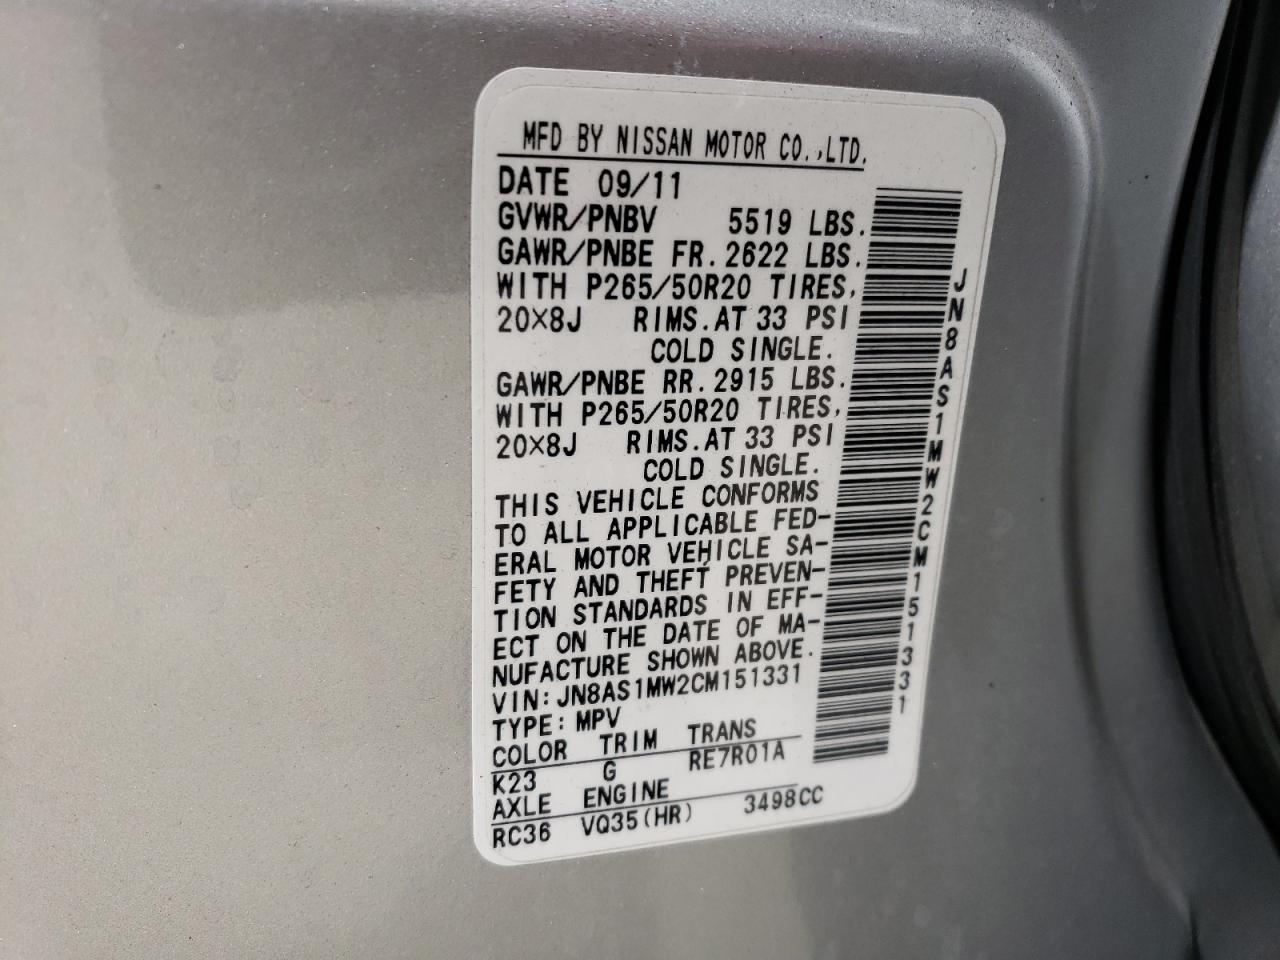 MFD BY NISSAN MOTOR CO.,LTD.
DATE 09/11
GVWR/PNBV 5519 LBS.
GAWR/PNBE FR.2622 LBS.
WITH P265/50R20 TIRES,
20×8J RIMS.AT 33 PSI
COLD SINGLE.
GAWR/PNBE RR.2915 LBS.
WITH P265/50R20 TIRES,
20×8J RIMS.AT 33 PSI
COLD SINGLE.
THIS VEHICLE CONFORMS
TO ALL APPLICABLE FED-
ERAL MOTOR VEHICLE SA-
FETY AND THEFT PREVEN-
TION STANDARDS IN EFF-
ECT ON THE DATE OF MA-
NUFACTURE SHOWN ABOVE.
VIN:JN8AS1MW2CM151331
TYPE:MPV
COLOR TRIM TRANS
K23 G RE7R01A
AXLE ENGINE
RC36 VQ35(HR) 3498CC
JN8AS1MW2CM151331